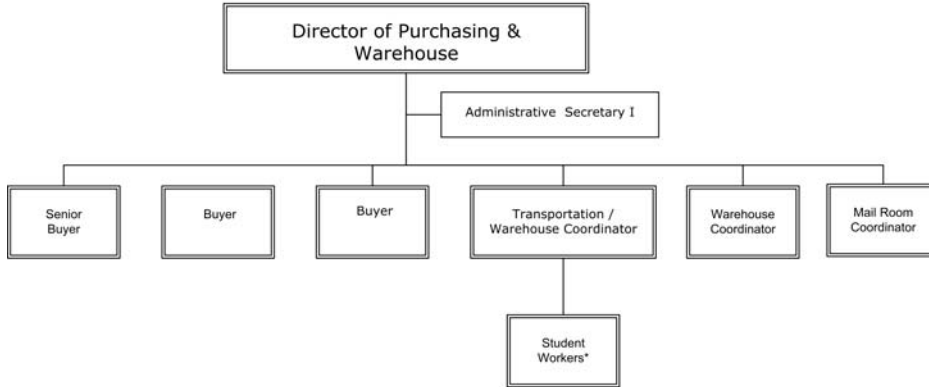 Director of Purchasing &
Warehouse
Administrative Secretary I
Senior
Buyer
Buyer
Buyer
Transportation /
Warehouse Coordinator
Warehouse
Coordinator
Mail Room
Coordinator
Student
Workers*